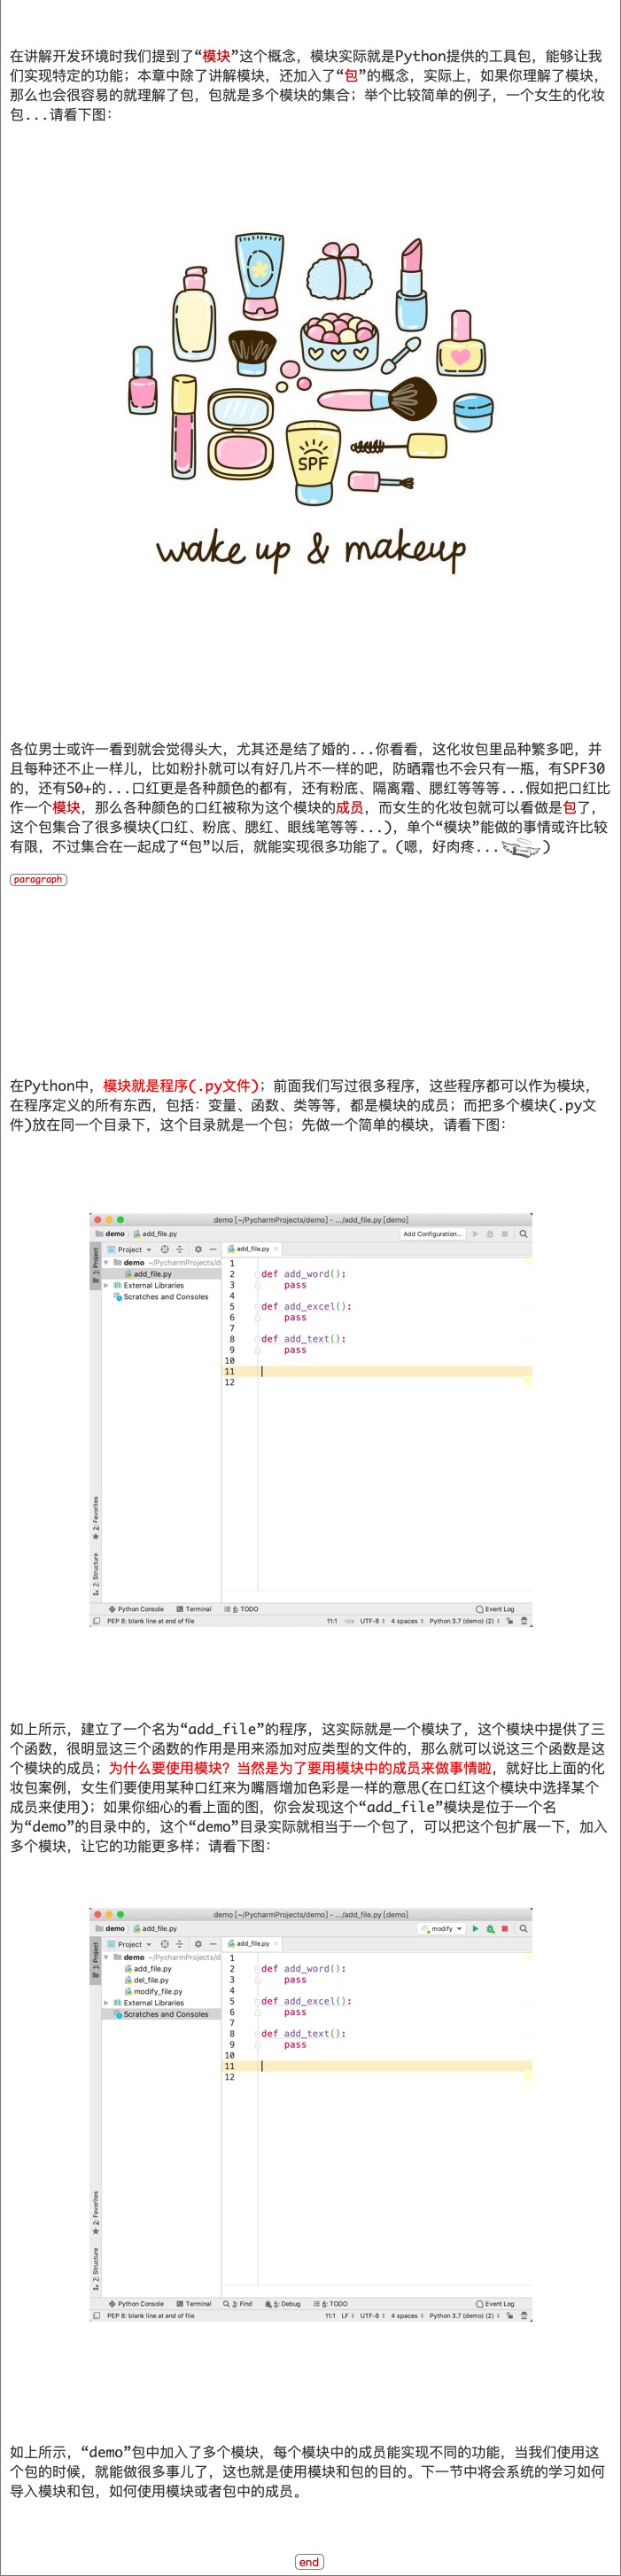 在讲解开发环境时我们提到了“模块”这个概念，模块实际就是Python提供的工具包，能够让我
们实现特定的功能；本章中除了讲解模块，还加入了“包”的概念，实际上，如果你理解了模块，
那么也会很容易的就理解了包，包就是多个模块的集合；举个比较简单的例子，一个女生的化妆
包...请看下图：
SPF
wake up & makeup
各位男士或许一看到就会觉得头大，尤其还是结了婚的...你看看，这化妆包里品种繁多吧，并
且每种还不止一样儿，比如粉扑就可以有好几片不一样的吧，防晒霜也不会只有一瓶，有SPF30
的，还有50+的...口红更是各种颜色的都有，还有粉底、隔离霜、腮红等等等...假如把口红比
作一个模块，那么各种颜色的口红被称为这个模块的成员，而女生的化妆包就可以看做是包了，
这个包集合了很多模块(口红、粉底、腮红、眼线笔等等...)，单个“模块”能做的事情或许比较
有限，不过集合在一起成了“包”以后，就能实现很多功能了。(嗯，好肉疼...)
paragraph
在Python中，模块就是程序(.py文件)；前面我们写过很多程序，这些程序都可以作为模块，
在程序定义的所有东西，包括：变量、函数、类等等，都是模块的成员；而把多个模块(.py文
件)放在同一个目录下，这个目录就是一个包；先做一个简单的模块，请看下图：
demo [~/PycharmProjects/demo] - .../add_file.py [demo]
demo add_file.py Add Configuration...
Project add_file.py
1: Project
demo ~/PycharmProjects/d
add_file.py
External Libraries
Scratches and Consoles
1
2 def add_word():
3 pass
4
5 def add_excel():
6 pass
7
8 def add_text():
9 pass
10
11
12
2: Favorites
Z: Structure
Python Console Terminal 6: TODO Event Log
PEP 8: blank line at end of file 11:1 n/a UTF-8 4 spaces Python 3.7 (demo) (2)
如上所示，建立了一个名为“add_file”的程序，这实际就是一个模块了，这个模块中提供了三
个函数，很明显这三个函数的作用是用来添加对应类型的文件的，那么就可以说这三个函数是这
个模块的成员；为什么要使用模块？当然是为了要用模块中的成员来做事情啦，就好比上面的化
妆包案例，女生们要使用某种口红来为嘴唇增加色彩是一样的意思(在口红这个模块中选择某个
成员来使用)；如果你细心的看上面的图，你会发现这个“add_file”模块是位于一个名
为“demo”的目录中的，这个“demo”目录实际就相当于一个包了，可以把这个包扩展一下，加入
多个模块，让它的功能更多样；请看下图：
demo [~/PycharmProjects/demo] - .../add_file.py [demo]
demo add_file.py modify
Project add_file.py
1: Project
demo ~/PycharmProjects/d
add_file.py
del_file.py
modify_file.py
External Libraries
Scratches and Consoles
1
2 def add_word():
3 pass
4
5 def add_excel():
6 pass
7
8 def add_text():
9 pass
10
11
12
2: Favorites
Z: Structure
Python Console Terminal 3: Find 5: Debug 6: TODO Event Log
PEP 8: blank line at end of file 11:1 LF UTF-8 4 spaces Python 3.7 (demo) (2)
如上所示，“demo”包中加入了多个模块，每个模块中的成员能实现不同的功能，当我们使用这
个包的时候，就能做很多事儿了，这也就是使用模块和包的目的。下一节中将会系统的学习如何
导入模块和包，如何使用模块或者包中的成员。
end